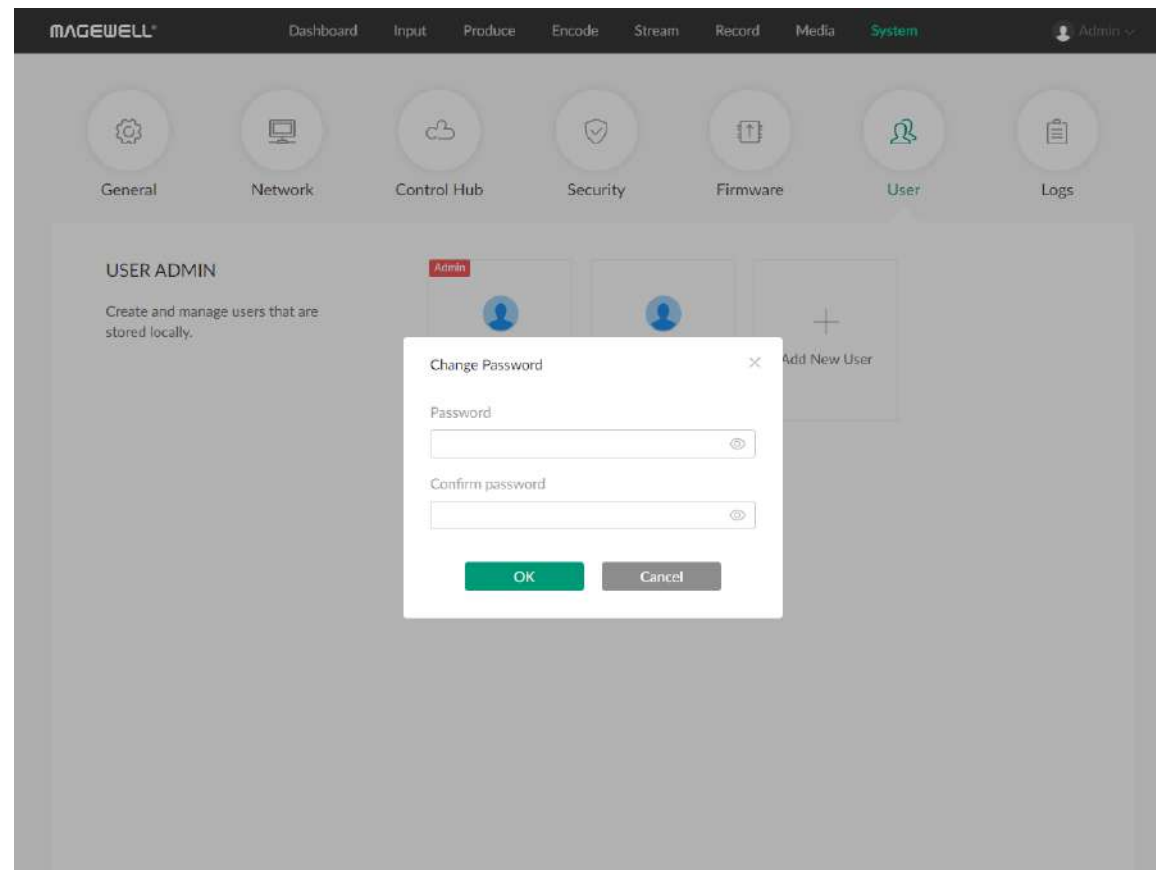 MAGEWELL®
Dashboard Input Produce Encode Stream Record Media System Admin
General Network Control Hub Security Firmware User Logs
USER ADMIN
Create and manage users that are
stored locally.
Admin
Add New User
Change Password
Password
Confirm password
OK Cancel